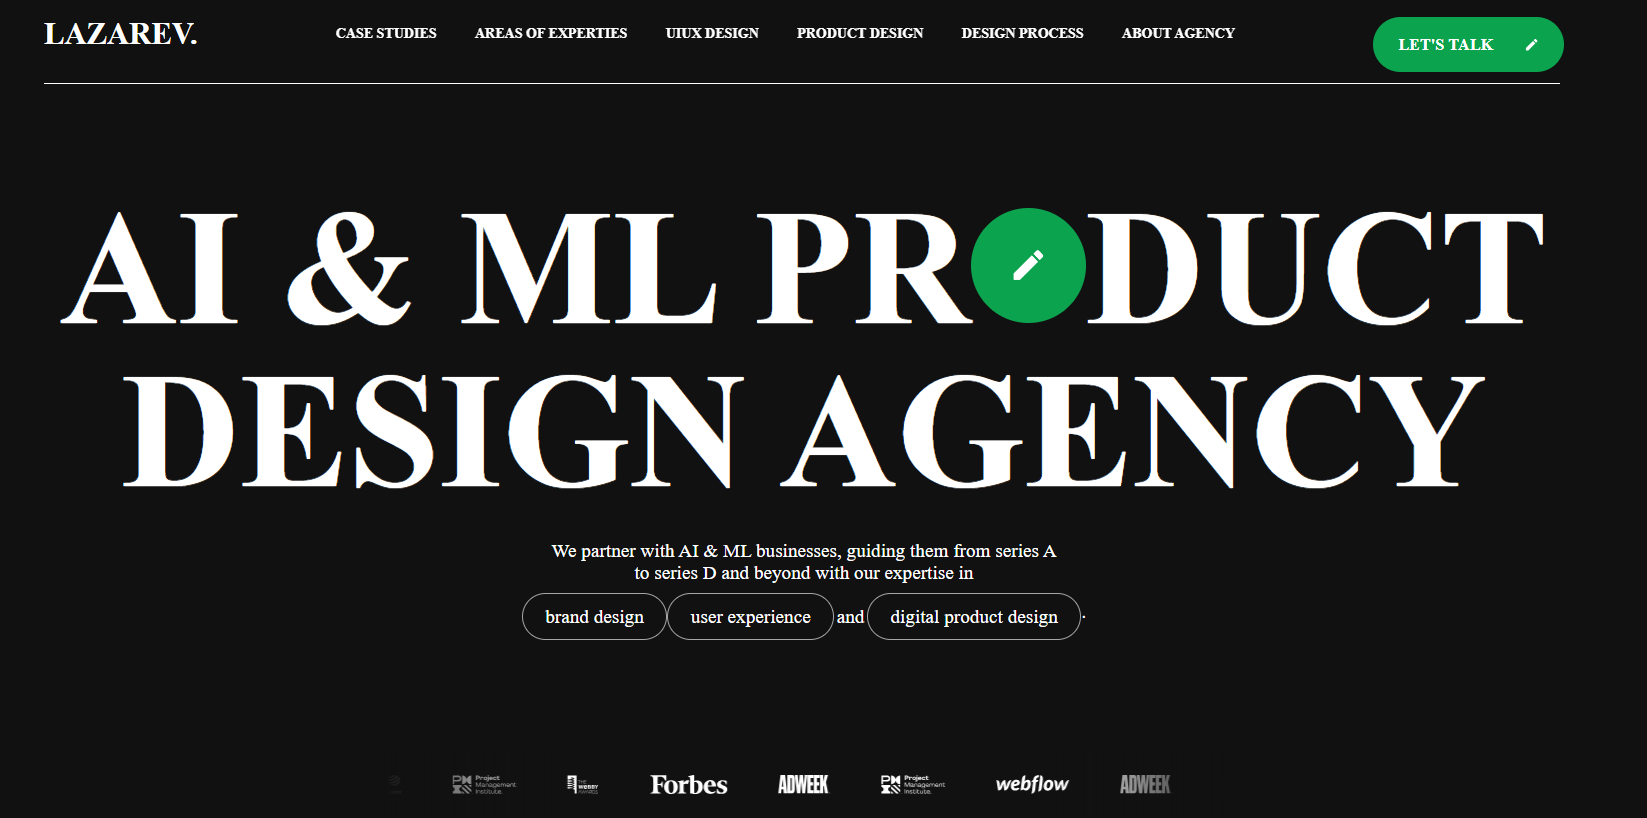 LAZAREV.
CASE STUDIES
AREAS OF EXPERTIES
UIUX DESIGN
PRODUCT DESIGN
DESIGN PROCESS
ABOUT AGENCY
LET'S TALK
AI & ML PR DUCT
DESIGN AGENCY
We partner with AI & ML businesses, guiding them from series A
to series D and beyond with our expertise in
brand design user experience and digital product design .
Project
Management
Institute.
THE
WEBBY
AWARDS
Forbes
ADWEEK
Project
Management
Institute.
webflow
ADWEEK